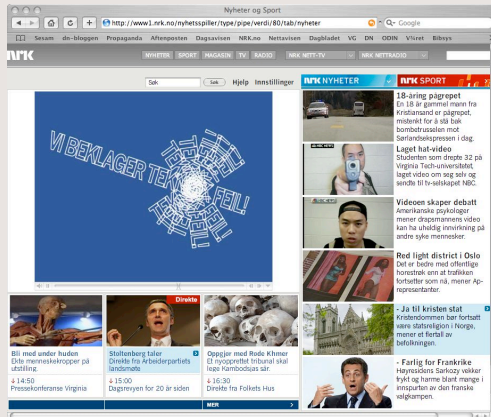 Nyheter og Sport
http://www1.nrk.no/nyhetsspiller/type/pipe/verdi/80/tab/nyheter
Google
Sesam dn-bloggen Propaganda Aftenposten Dagsavisen NRK.no Nettavisen Dagbladet VG DN ODIN V¼ret Bibsys
nrk
NYHETER SPORT MAGASIN TV RADIO NRK NETT-TV NRK NETTRADIO
Søk Søk Hjelp Innstillinger
nrk NYHETER nrk SPORT
VI BEKLAGER TEKNISK FEIL!
18-åring pågrepet
En 18 år gammel mann fra
Kristiansand er pågrepet,
mistenkt for å stå bak
bombetrusselen mot
Sørlandsekspressen i dag.
Laget hat-video
Studenten som drepte 32 på
Virginia Tech-universitetet,
laget video om seg selv og
sendte til tv-selskapet NBC.
Videoen skaper debatt
Amerikanske psykologer
mener drapsmannens video
kan ha uheldig innvirkning på
andre syke mennesker.
Red light district i Oslo
Det er bedre med offentlige
horestrøk enn at trafikken
fortsetter som nå, mener Ap-
representanter.
- Ja til kristen stat
Kristendommen bør fortsatt
være statsreligion i Norge,
mener et flertall av
befolkningen.
- Farlig for Frankrike
Høyresidens Sarkozy vekker
frykt og harme blant mange i
innspurten av den franske
valgkampen.
Direkte
Bli med under huden
Ekte menneskekropper på
utstilling.
Stoltenberg taler
Direkte fra Arbeiderpartiets
landsmøte
Oppgjør med Røde Khmer
Et nyopprettet tribunal skal
lege Kambodsjas sår.
↓ 14:50
Pressekonferanse Virginia
↓ 15:00
Dagsrevyen for 20 år siden
↓ 16:30
Direkte fra Folkets Hus
MER